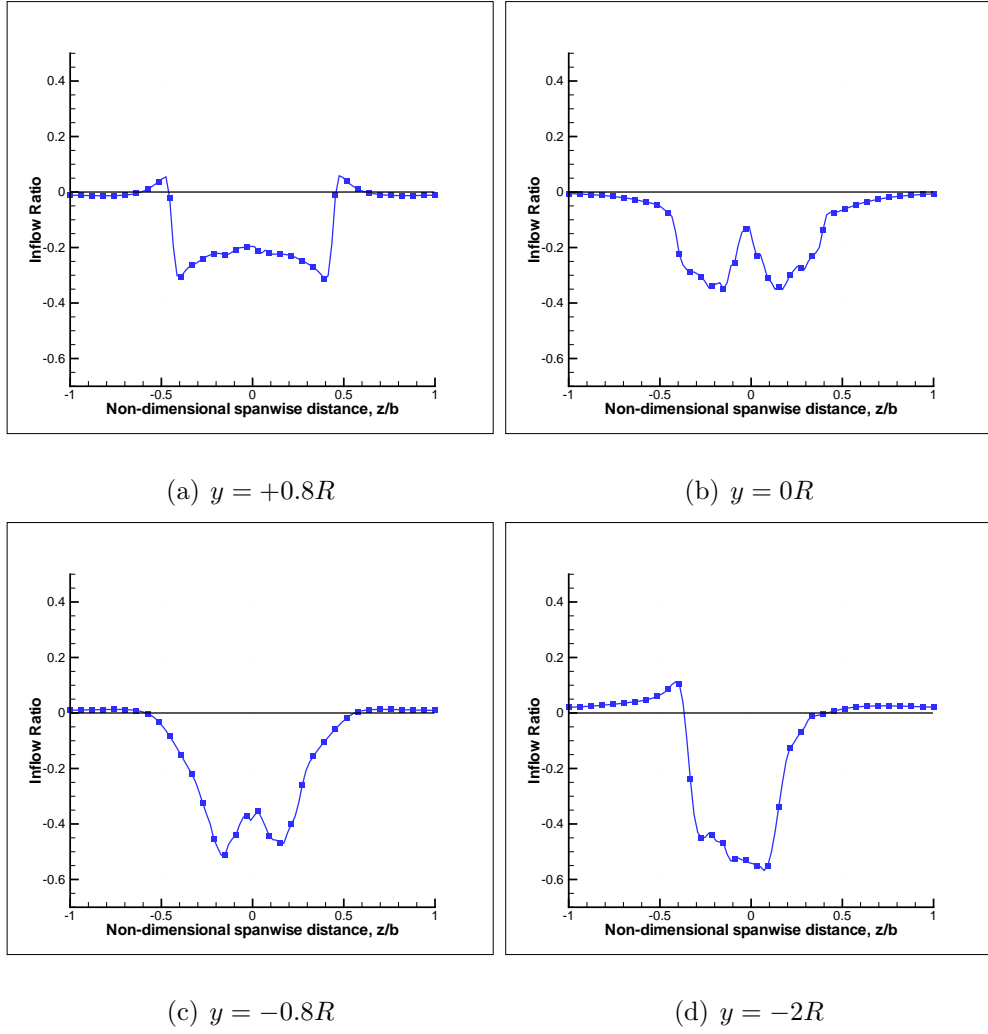 0.4
0.2
0
-0.2
-0.4
-0.6
Inflow Ratio
-1 -0.5 0 0.5 1
Non-dimensional spanwise distance, z/b
(a) y = +0.8R
0.4
0.2
0
-0.2
-0.4
-0.6
Inflow Ratio
-1 -0.5 0 0.5 1
Non-dimensional spanwise distance, z/b
(b) y = 0R
0.4
0.2
0
-0.2
-0.4
-0.6
Inflow Ratio
-1 -0.5 0 0.5 1
Non-dimensional spanwise distance, z/b
(c) y = −0.8R
0.4
0.2
0
-0.2
-0.4
-0.6
Inflow Ratio
-1 -0.5 0 0.5 1
Non-dimensional spanwise distance, z/b
(d) y = −2R